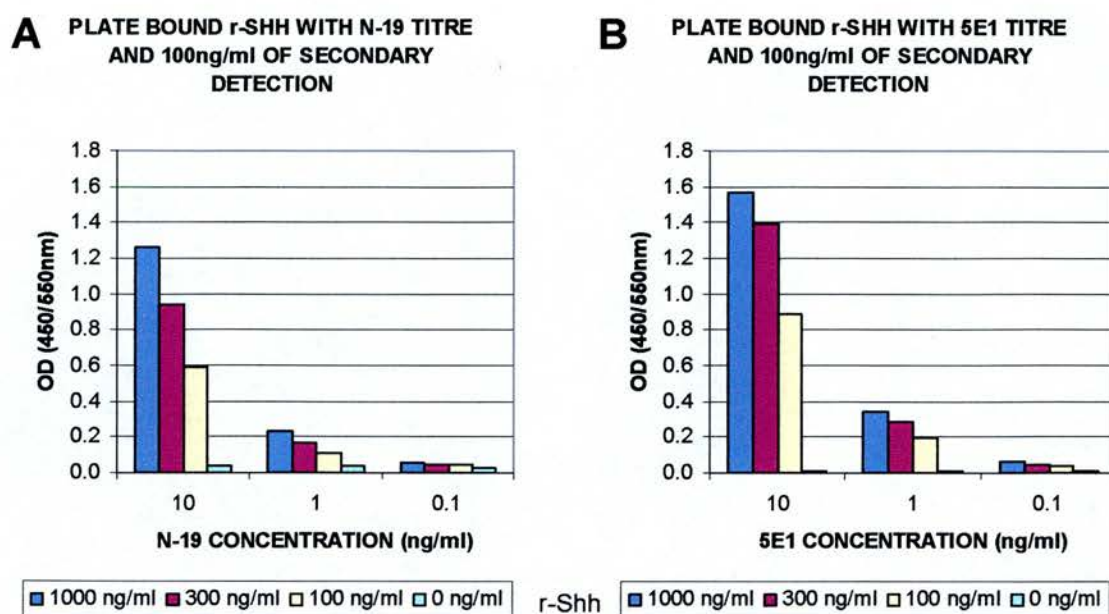 A
PLATE BOUND r-SHH WITH N-19 TITRE
AND 100ng/ml OF SECONDARY
DETECTION
OD (450/550nm)
1.8
1.6
1.4
1.2
1.0
0.8
0.6
0.4
0.2
0.0
10 1 0.1
N-19 CONCENTRATION (ng/ml)
1000 ng/ml 300 ng/ml 100 ng/ml 0 ng/ml
r-Shh
B
PLATE BOUND r-SHH WITH 5E1 TITRE
AND 100ng/ml OF SECONDARY
DETECTION
OD (450/550nm)
1.8
1.6
1.4
1.2
1.0
0.8
0.6
0.4
0.2
0.0
10 1 0.1
5E1 CONCENTRATION (ng/ml)
1000 ng/ml 300 ng/ml 100 ng/ml 0 ng/ml